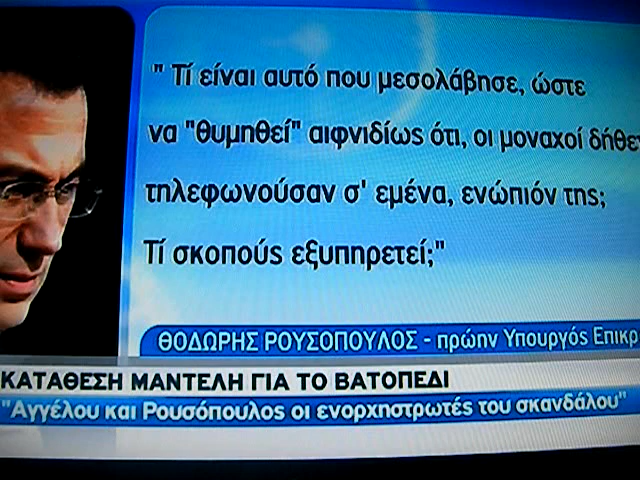 " Τί είναι αυτό που μεσολάβησε, ώστε
να "θυμηθεί" αιφνιδίως ότι, οι μοναχοί δήθε
τηλεφωνούσαν σ' εμένα, ενώπιόν της;
Τί σκοπούς εξυπηρετεί;"
ΘΟΔΩΡΗΣ ΡΟΥΣΟΠΟΥΛΟΣ - πρώην Υπουργός Επικρ
ΚΑΤΑΘΕΣΗ ΜΑΝΤΕΛΗ ΓΙΑ ΤΟ ΒΑΤΟΠΕΔΙ
"Αγγέλου και Ρουσόπουλος οι ενορχηστρωτές του σκανδάλου"